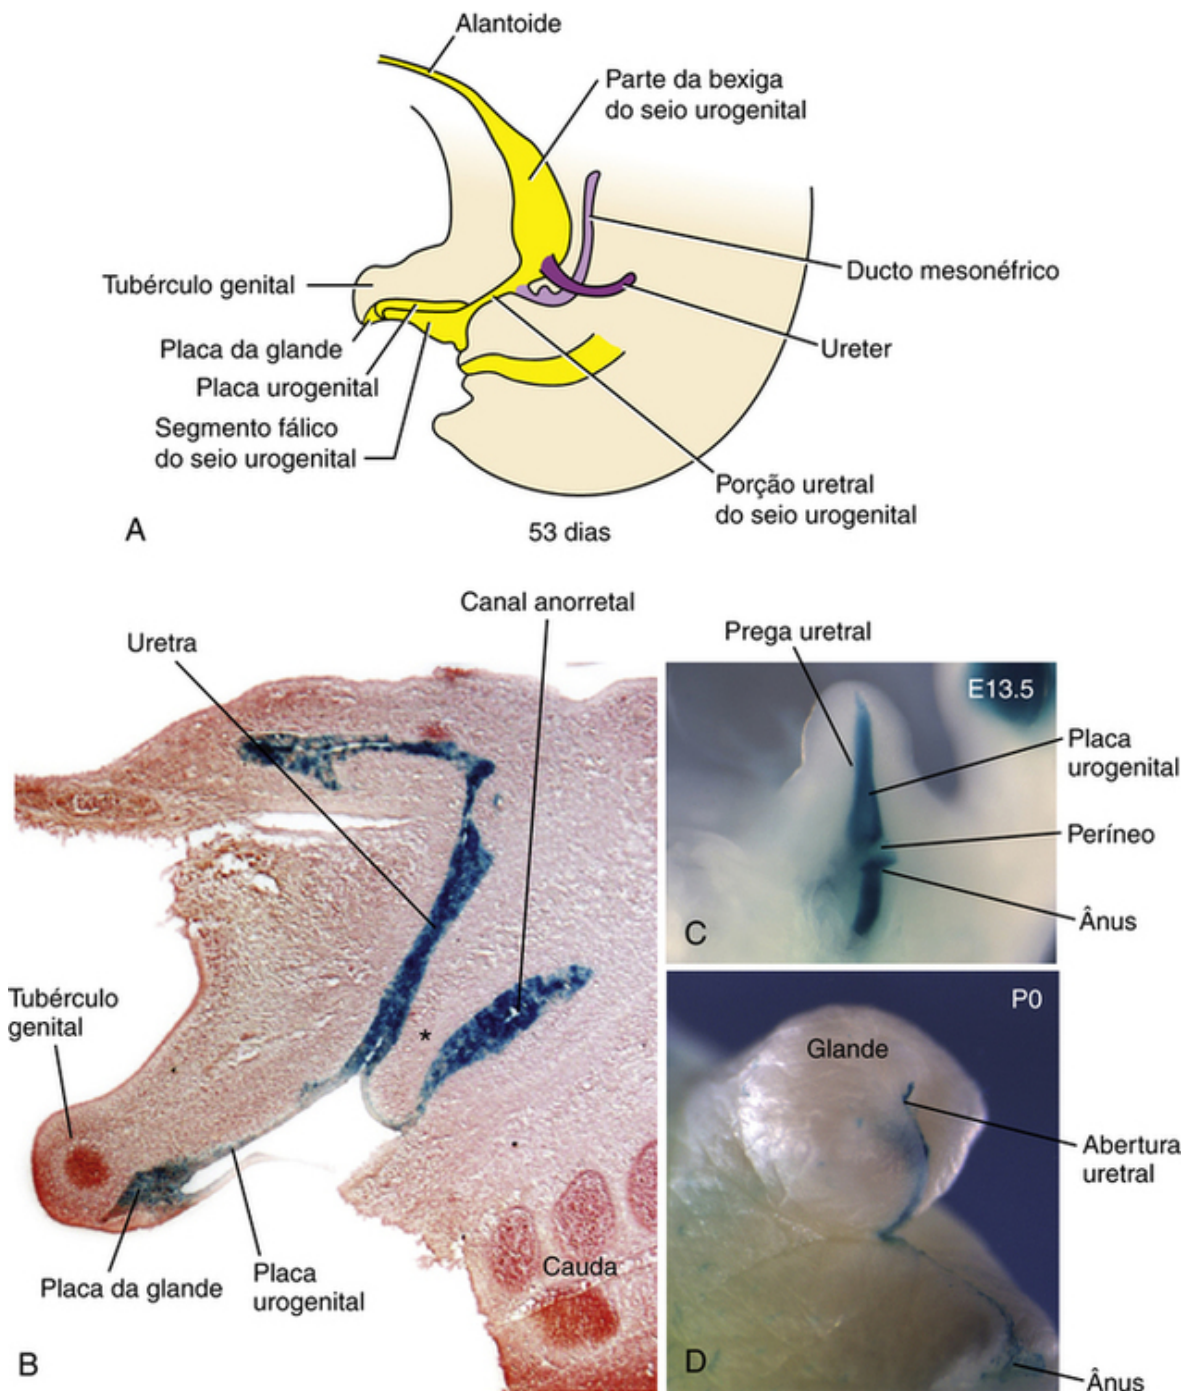 Alantoide
Parte da bexiga
do seio urogenital
Ducto mesonéfrico
Tubérculo genital
Placa da glande
Ureter
Placa urogenital
Segmento fálico
do seio urogenital
Porção uretral
do seio urogenital
A
53 dias
Canal anorretal
Uretra
Tubérculo
genital
*
Placa da glande
Placa
urogenital
Cauda
B
Prega uretral
E13.5
Placa
urogenital
Períneo
Ânus
C
P0
Glande
Abertura
uretral
D
Ânus